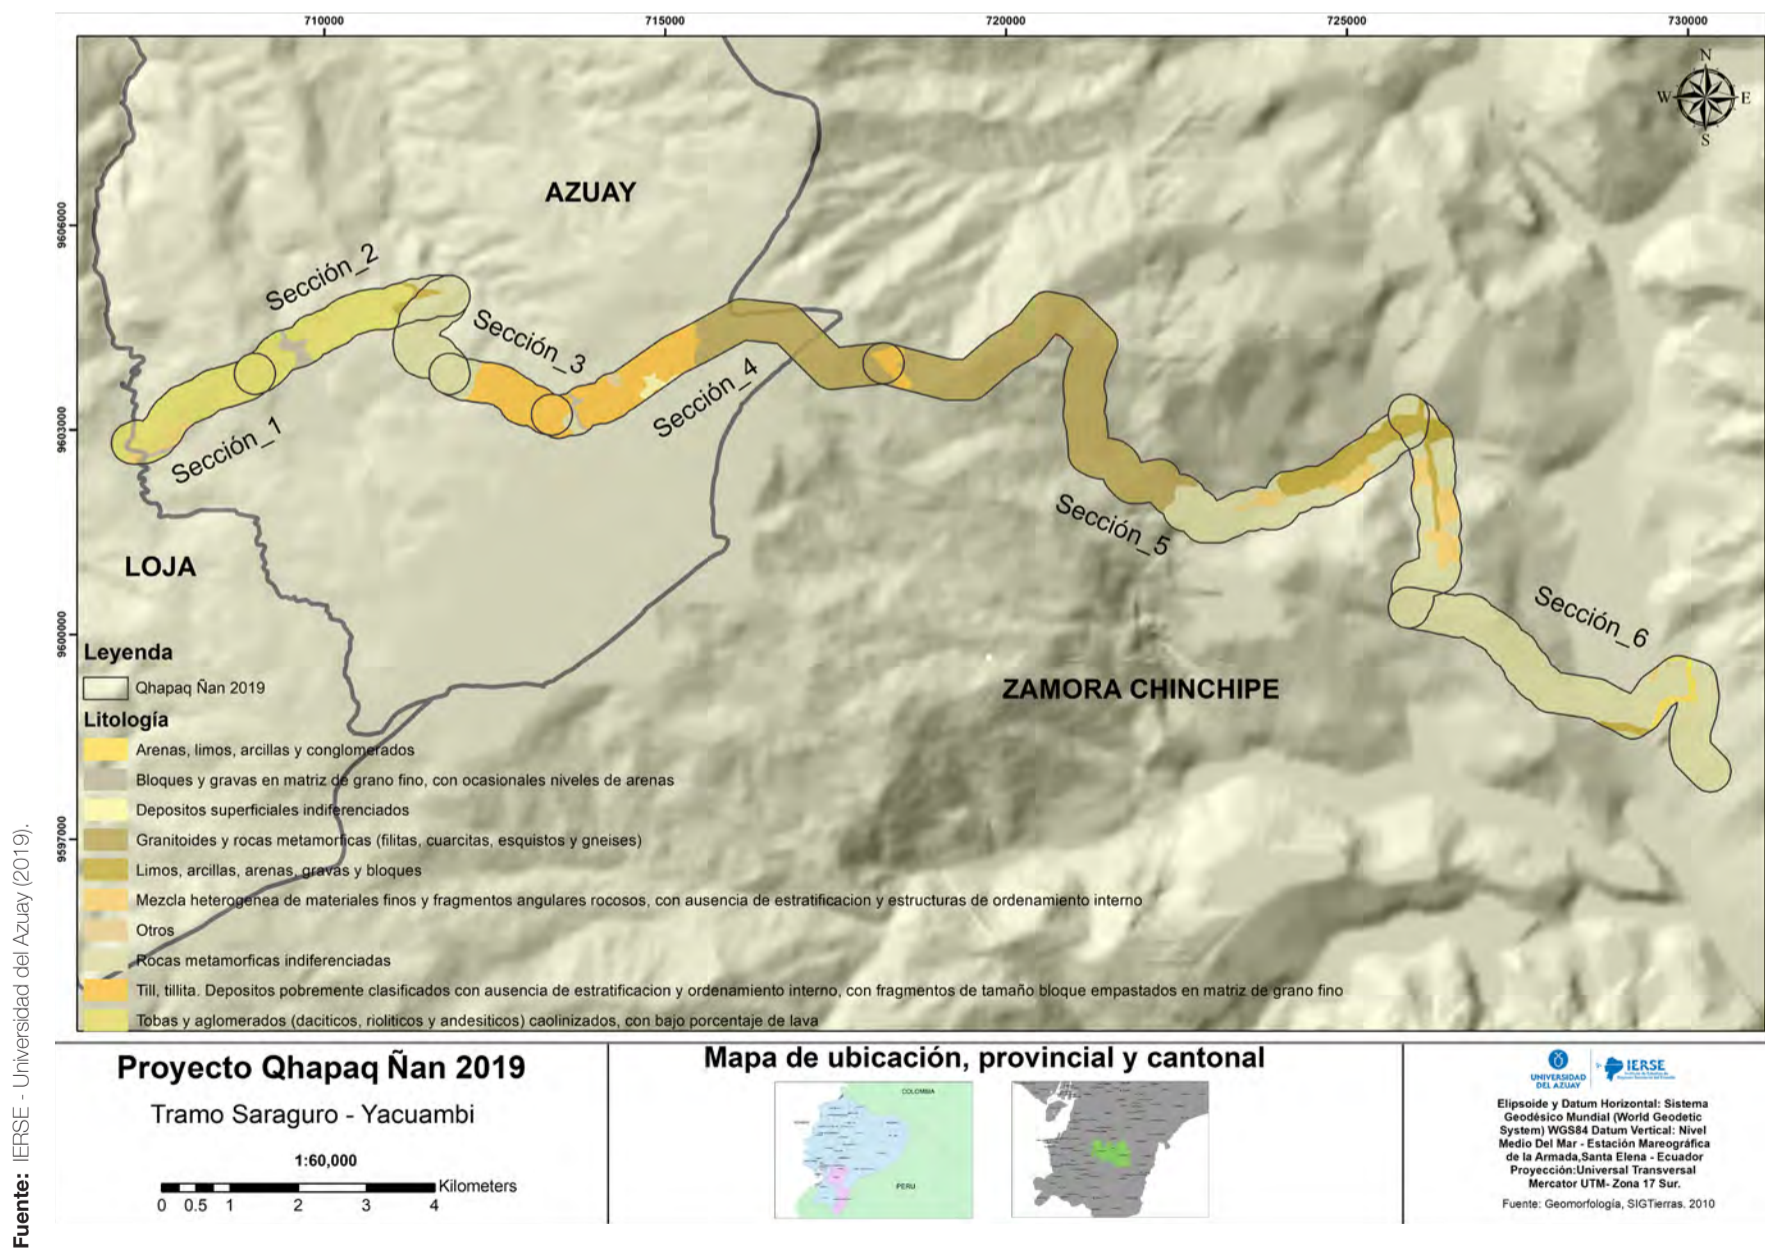 710000
715000
720000
725000
730000
9606000
9603000
9600000
9597000
N
W
E
S
AZUAY
Sección_2
Sección_3
Sección_1
Sección_4
LOJA
Sección_5
Sección_6
ZAMORA CHINCHIPE
Leyenda
Qhapaq Ñan 2019
Litología
Arenas, limos, arcillas y conglomerados
Bloques y gravas en matriz de grano fino, con ocasionales niveles de arenas
Depositos superficiales indiferenciados
Granitoides y rocas metamorficas (filitas, cuarcitas, esquistos y gneises)
Limos, arcillas, arenas, gravas y bloques
Mezcla heterogenea de materiales finos y fragmentos angulares rocosos, con ausencia de estratificacion y estructuras de ordenamiento interno
Otros
Rocas metamorficas indiferenciadas
Till, tillita. Depositos pobremente clasificados con ausencia de estratificacion y ordenamiento interno, con fragmentos de tamaño bloque empastados en matriz de grano fino
Tobas y aglomerados (daciticos, rioliticos y andesiticos) caolinizados, con bajo porcentaje de lava
Fuente: IERSE - Universidad del Azuay (2019).
Proyecto Qhapaq Ñan 2019
Tramo Saraguro - Yacuambi
1:60,000
Kilometers
0 0.5 1 2 3 4
Mapa de ubicación, provincial y cantonal
COLOMBIA
PERU
UNIVERSIDAD
DEL AZUAY
IERSE
Elipsoide y Datum Horizontal: Sistema
Geodésico Mundial (World Geodetic
System) WGS84 Datum Vertical: Nivel
Medio Del Mar - Estación Mareográfica
de la Armada,Santa Elena - Ecuador
Proyección:Universal Transversal
Mercator UTM- Zona 17 Sur.
Fuente: Geomorfología, SIGTierras. 2010